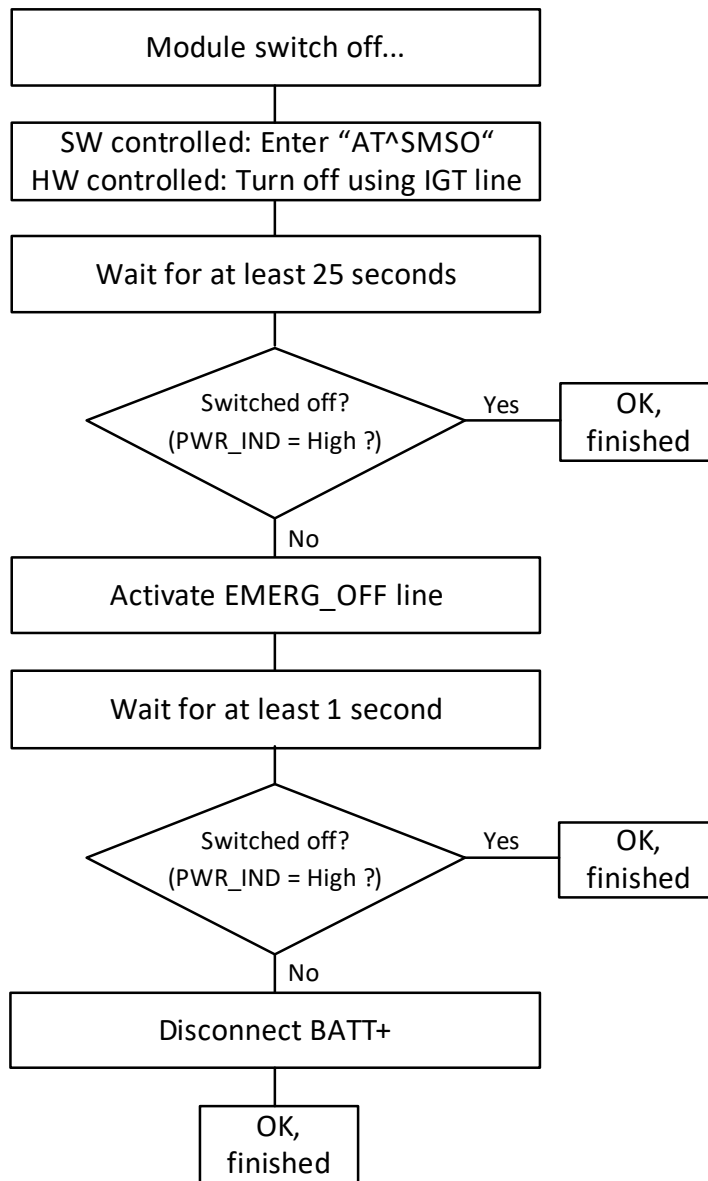 Module switch off...
SW controlled: Enter “AT^SMSO“
HW controlled: Turn off using IGT line
Wait for at least 25 seconds
Switched off?
(PWR_IND = High ?)
Yes
OK,
finished
No
Activate EMERG_OFF line
Wait for at least 1 second
Switched off?
(PWR_IND = High ?)
Yes
OK,
finished
No
Disconnect BATT+
OK,
finished